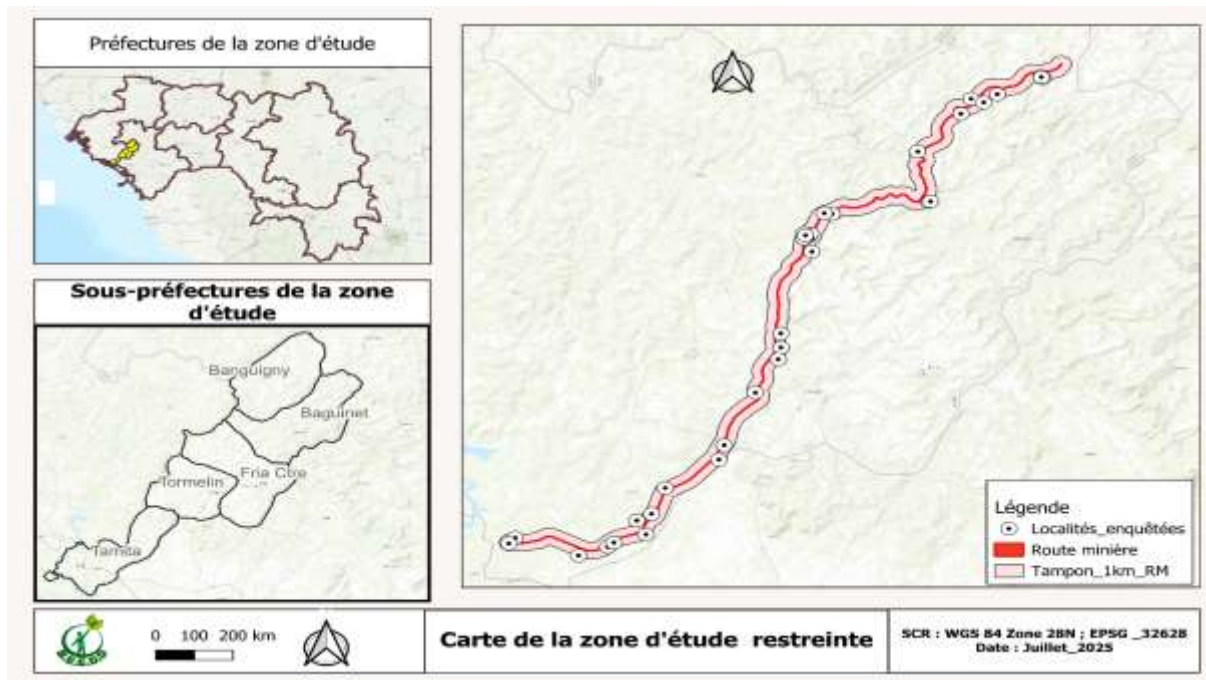 Préfectures de la zone d'étude
Sous-préfectures de la zone
d'étude
Banguigny
Baguinet
Fria Ctre
Tormelin
Tamita
Légende
Localités_enquêtées
Route minière
Tampon_1km_RM
0 100 200 km
Carte de la zone d'étude restreinte
SCR : WGS 84 Zone 28N ; EPSG _32628
Date : Juillet_2025